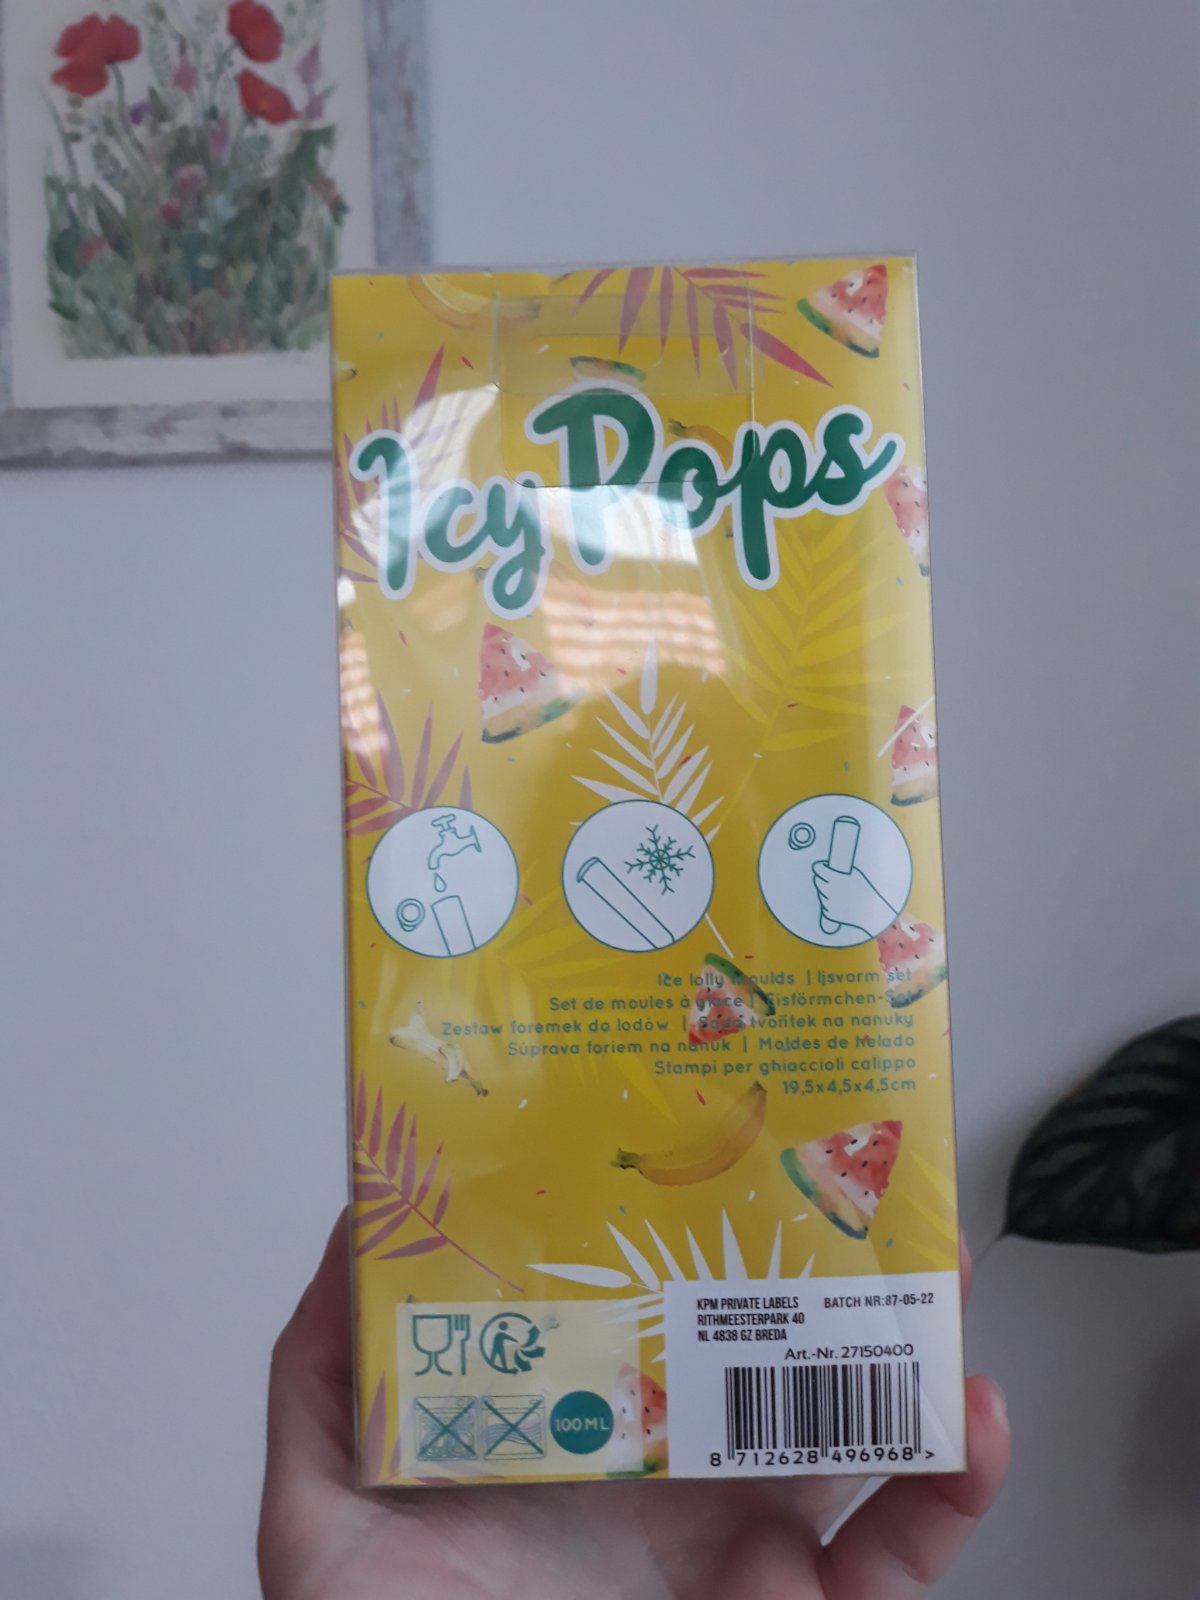 Icy Pops
Ice lolly moulds | Ijsvorm set
Set de moules à glace | Eisförmchen-Set
Zestaw foremek do lodów | Sada tvořítek na nanuky
Súprava foriem na nanuk | Moldes de helado
Stampi per ghiaccioli calippo
19,5x4,5x4,5cm
KPM PRIVATE LABELS BATCH NR:87-05-22
RITHMEESTERPARK 40
NL 4838 GZ BREDA
Art.-Nr. 27150400
100 ML
8 712628 496968 >